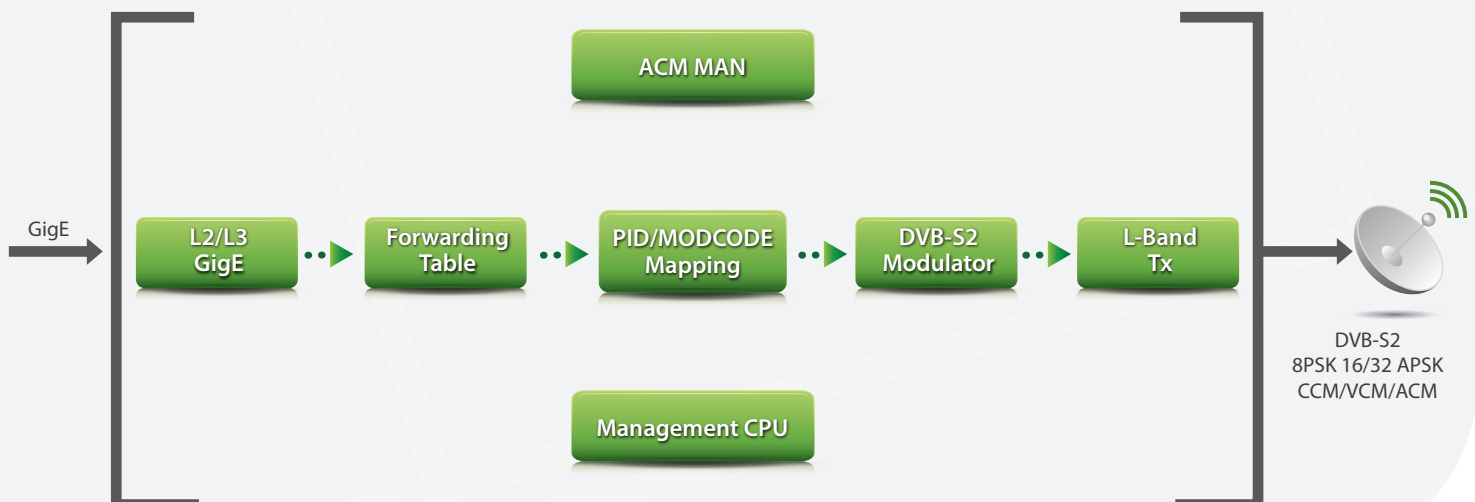 ACM MAN
GigE
L2/L3
GigE
Forwarding
Table
PID/MODCODE
Mapping
DVB-S2
Modulator
L-Band
Tx
DVB-S2
8PSK 16/32 APSK
CCM/VCM/ACM
Management CPU